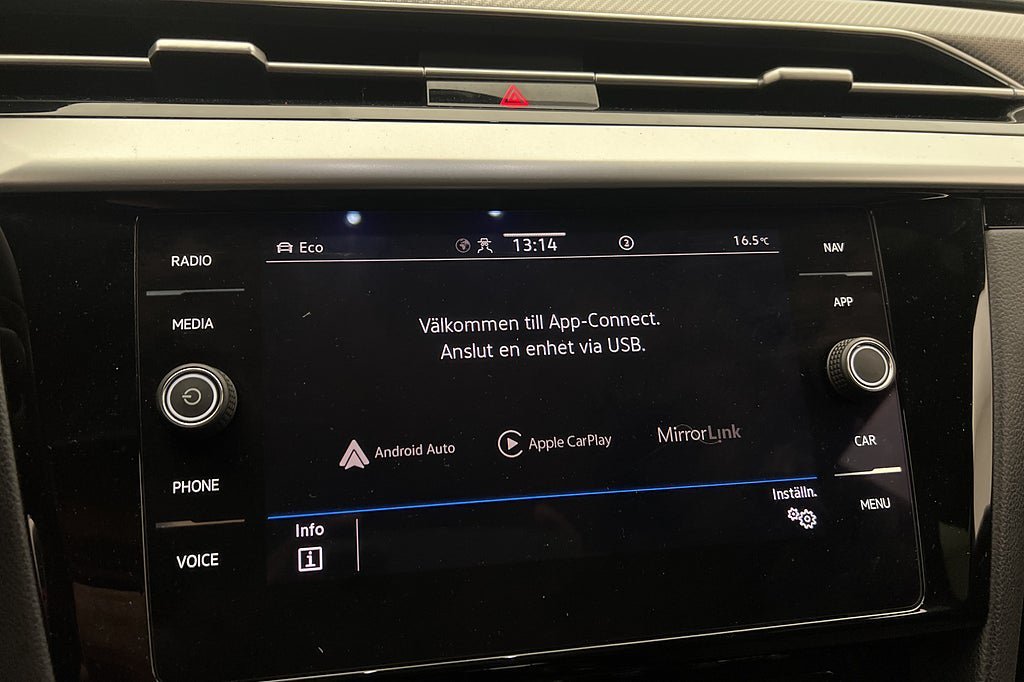 RADIO
MEDIA
PHONE
VOICE
Eco
13:14
2
16.5°C
Välkommen till App-Connect.
Anslut en enhet via USB.
Android Auto
Apple CarPlay
MirrorLink
Info
i
Inställn.
NAV
APP
CAR
MENU